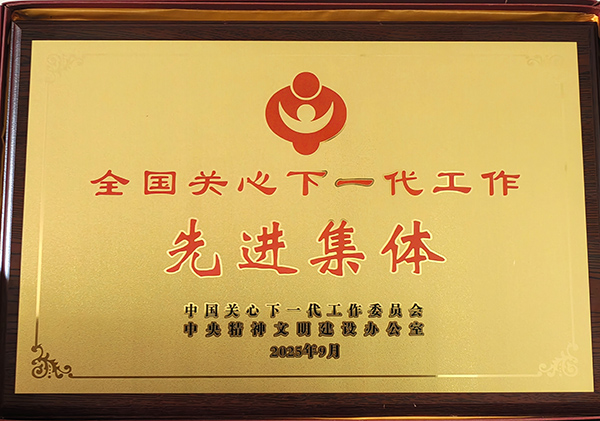 全国关心下一代工作
先进集体
中国关心下一代工作委员会
中央精神文明建设办公室
2025年9月